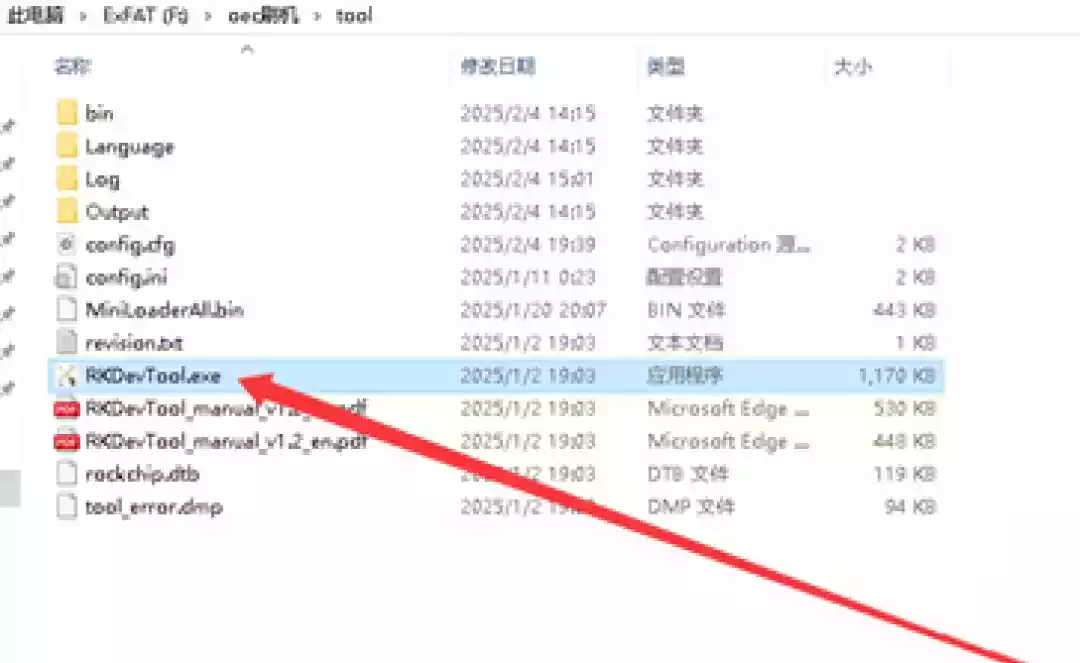 此电脑 › ExFAT (F:) › oec刷机 › tool
名称 修改日期 类型 大小
bin 2025/2/4 14:15 文件夹
Language 2025/2/4 14:15 文件夹
Log 2025/2/4 15:01 文件夹
Output 2025/2/4 14:15 文件夹
config.cfg 2025/2/4 19:39 Configuration 源... 2 KB
config.ini 2025/1/11 0:23 配置设置 2 KB
MiniLoaderAll.bin 2025/1/20 20:07 BIN 文件 443 KB
revision.txt 2025/1/2 19:03 文本文档 1 KB
RKDevTool.exe 2025/1/2 19:03 应用程序 1,170 KB
RKDevTool_manual_v1.2_ .pdf 2025/1/2 19:03 Microsoft Edge ... 530 KB
RKDevTool_manual_v1.2_en.pdf 2025/1/2 19:03 Microsoft Edge ... 448 KB
rockchip.dtb 2025/1/2 19:03 DTB 文件 119 KB
tool_error.dmp 2025/1/2 DMP 文件 94 KB